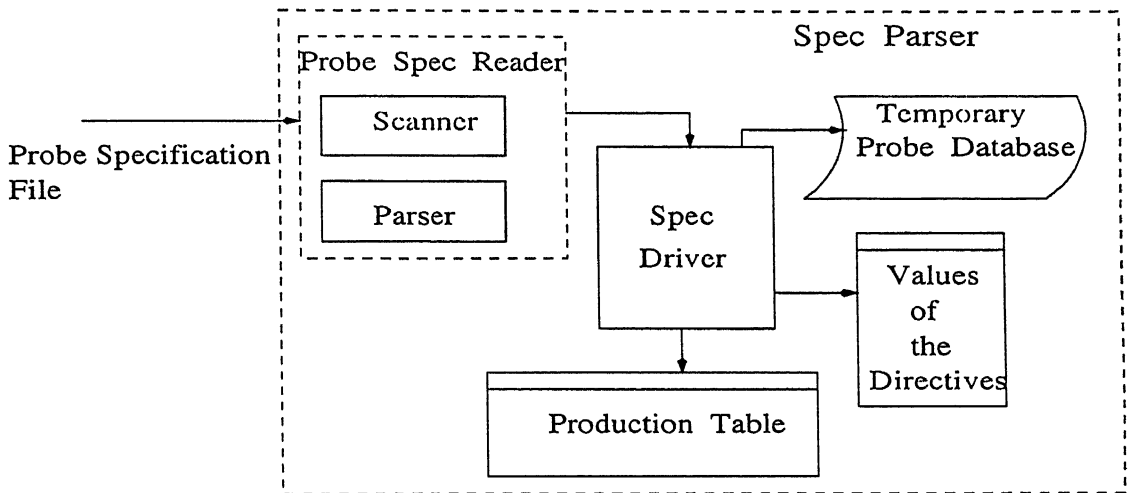 Spec Parser
Probe Spec Reader
Scanner
Parser
Probe Specification
File
Spec
Driver
Temporary
Probe Database
Values
of
the
Directives
Production Table